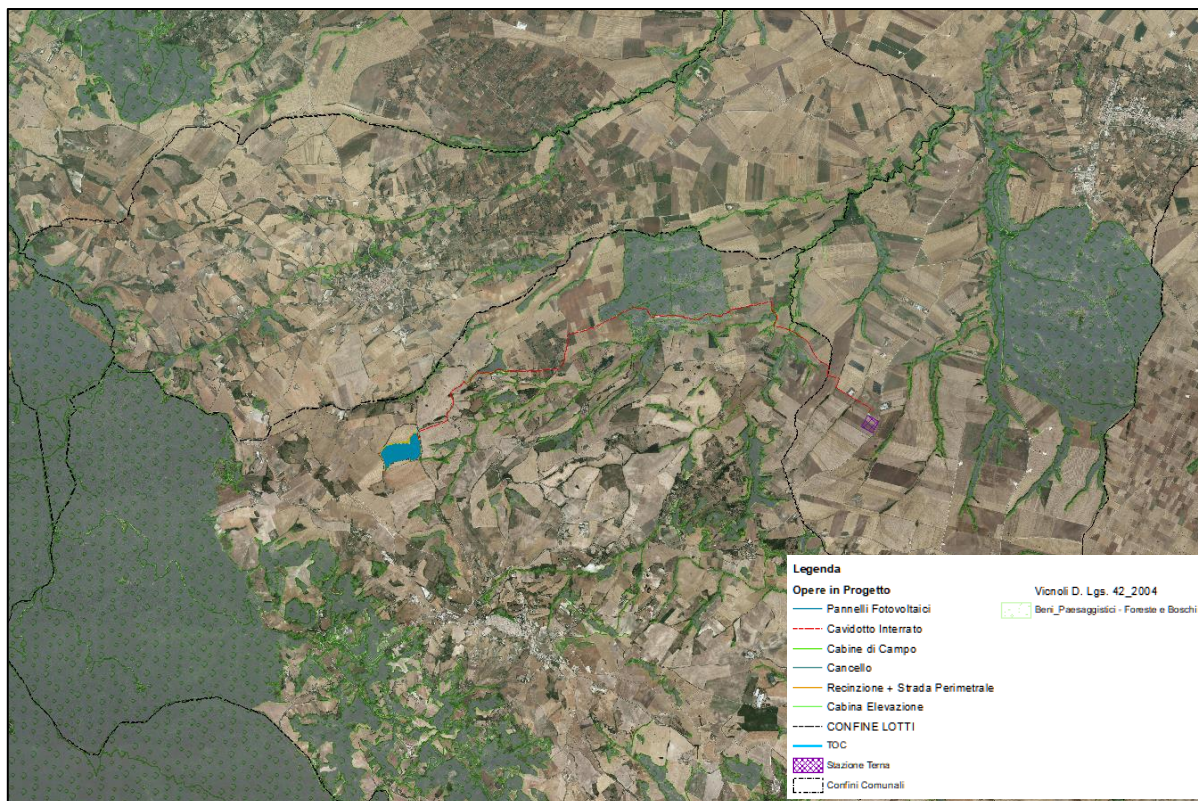 Legenda
Opere in Progetto
Pannelli Fotovoltaici
Cavidotto Interrato
Cabine di Campo
Cancello
Recinzione + Strada Perimetrale
Cabina Elevazione
CONFINE LOTTI
TOC
Stazione Terna
Confini Comunali
Vicnoli D. Lgs. 42_2004
Beni_Paesaggistici - Foreste e Boschi